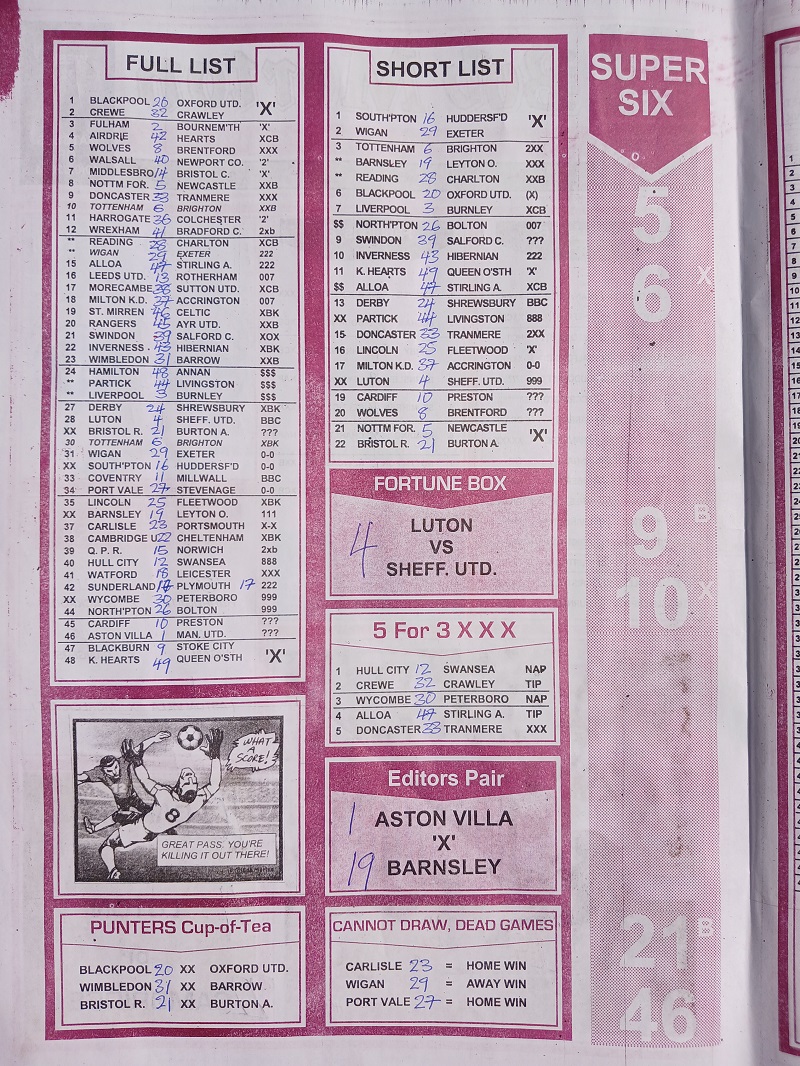 FULL LIST
1 BLACKPOOL 20 OXFORD UTD. 'X'
2 CREWE 32 CRAWLEY
3 FULHAM 2 BOURNEM'TH 'X'
4 AIRDRIE 42 HEARTS XCB
5 WOLVES 8 BRENTFORD XXX
6 WALSALL 40 NEWPORT CO. '2'
7 MIDDLESBRO 14 BRISTOL C. 'X'
8 NOTTM FOR. 5 NEWCASTLE XXB
9 DONCASTER 33 TRANMERE XXX
10 TOTTENHAM 6 BRIGHTON XXB
11 HARROGATE 36 COLCHESTER '2'
12 WREXHAM 41 BRADFORD C. 2xb
** READING 28 CHARLTON XCB
** WIGAN 29 EXETER 222
15 ALLOA 47 STIRLING A. 222
16 LEEDS UTD. 13 ROTHERHAM 007
17 MORECAMBE 38 SUTTON UTD. XCB
18 MILTON K.D. 37 ACCRINGTON 007
19 ST. MIRREN 46 CELTIC XBK
20 RANGERS 45 AYR UTD. XXB
21 SWINDON 39 SALFORD C. XOX
22 INVERNESS 43 HIBERNIAN XBK
23 WIMBLEDON 31 BARROW XXB
24 HAMILTON 48 ANNAN $$$
** PARTICK 44 LIVINGSTON $$$
** LIVERPOOL 3 BURNLEY $$$
27 DERBY 24 SHREWSBURY XBK
28 LUTON 4 SHEFF. UTD. BBC
XX BRISTOL R. 21 BURTON A. ???
30 TOTTENHAM 6 BRIGHTON XBK
31 WIGAN 29 EXETER 0-0
XX SOUTH'PTON 16 HUDDERSF'D 0-0
33 COVENTRY 11 MILLWALL BBC
34 PORT VALE 27 STEVENAGE 0-0
35 LINCOLN 25 FLEETWOOD XBK
XX BARNSLEY 19 LEYTON O. 111
37 CARLISLE 23 PORTSMOUTH X-X
38 CAMBRIDGE U 22 CHELTENHAM XBK
39 Q. P. R. 15 NORWICH 2xb
40 HULL CITY 12 SWANSEA 888
41 WATFORD 18 LEICESTER XXX
42 SUNDERLAND PLYMOUTH 17 222
XX WYCOMBE 30 PETERBORO 999
44 NORTH'PTON 26 BOLTON 999
45 CARDIFF 10 PRESTON ???
46 ASTON VILLA 1 MAN. UTD. ???
47 BLACKBURN 9 STOKE CITY 'X'
48 K. HEARTS 49 QUEEN O'STH
WHAT
A
SCORE!
8
GREAT PASS. YOU'RE
KILLING IT OUT THERE!
PUNTERS Cup-of-Tea
BLACKPOOL 20 XX OXFORD UTD.
WIMBLEDON 31 XX BARROW
BRISTOL R. 21 XX BURTON A.
SHORT LIST
1 SOUTH'PTON 16 HUDDERSF'D 'X'
2 WIGAN 29 EXETER
3 TOTTENHAM 6 BRIGHTON 2XX
** BARNSLEY 19 LEYTON O. XXX
** READING 28 CHARLTON XXB
6 BLACKPOOL 20 OXFORD UTD. (X)
7 LIVERPOOL 3 BURNLEY XCB
$$ NORTH'PTON 26 BOLTON 007
9 SWINDON 39 SALFORD C. ???
10 INVERNESS 43 HIBERNIAN 222
11 K. HEARTS 49 QUEEN O'STH 'X'
$$ ALLOA 47 STIRLING A. XCB
13 DERBY 24 SHREWSBURY BBC
XX PARTICK 44 LIVINGSTON 888
15 DONCASTER 33 TRANMERE 2XX
16 LINCOLN 25 FLEETWOOD 'X'
17 MILTON K.D. 37 ACCRINGTON 0-0
XX LUTON 4 SHEFF. UTD. 999
19 CARDIFF 10 PRESTON ???
20 WOLVES 8 BRENTFORD ???
21 NOTTM FOR. 5 NEWCASTLE 'X'
22 BRISTOL R. 21 BURTON A.
FORTUNE BOX
4 LUTON
VS
SHEFF. UTD.
5 For 3 X X X
1 HULL CITY 12 SWANSEA NAP
2 CREWE 32 CRAWLEY TIP
3 WYCOMBE 30 PETERBORO NAP
4 ALLOA 47 STIRLING A. TIP
5 DONCASTER 33 TRANMERE XXX
Editors Pair
1 ASTON VILLA
'X'
19 BARNSLEY
CANNOT DRAW, DEAD GAMES
CARLISLE 23 = HOME WIN
WIGAN 29 = AWAY WIN
PORT VALE 27 = HOME WIN
SUPER
SIX
5
6 X
9 B
10 X
21 B
46